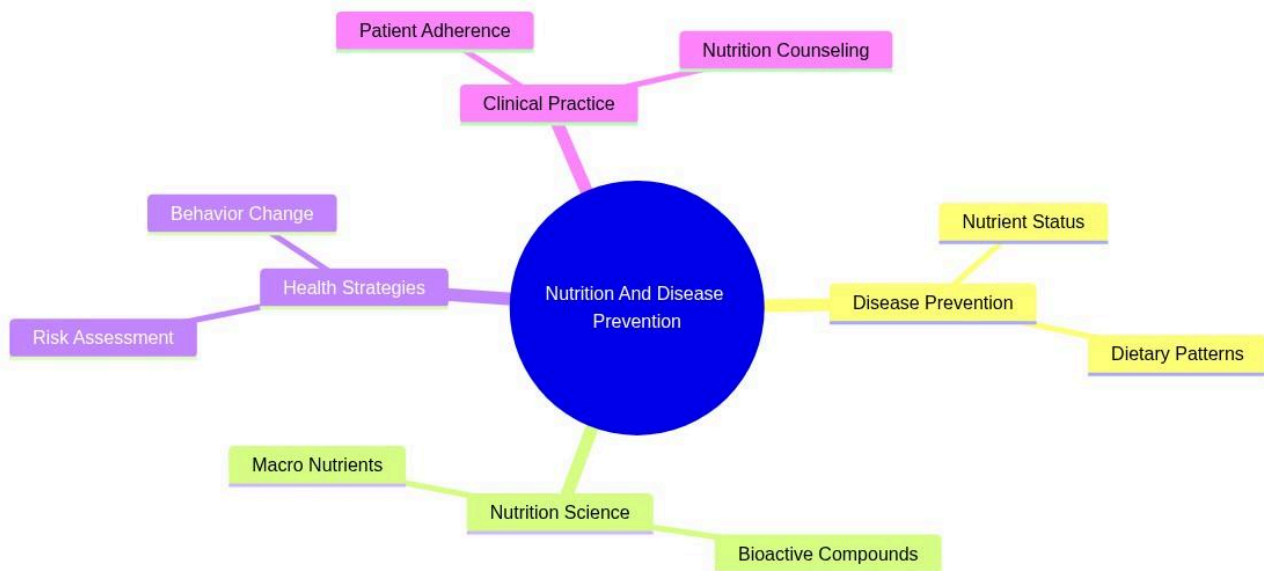 Patient Adherence
Nutrition Counseling
Clinical Practice
Behavior Change
Nutrient Status
Health Strategies
Nutrition And Disease
Prevention
Disease Prevention
Risk Assessment
Dietary Patterns
Macro Nutrients
Nutrition Science
Bioactive Compounds